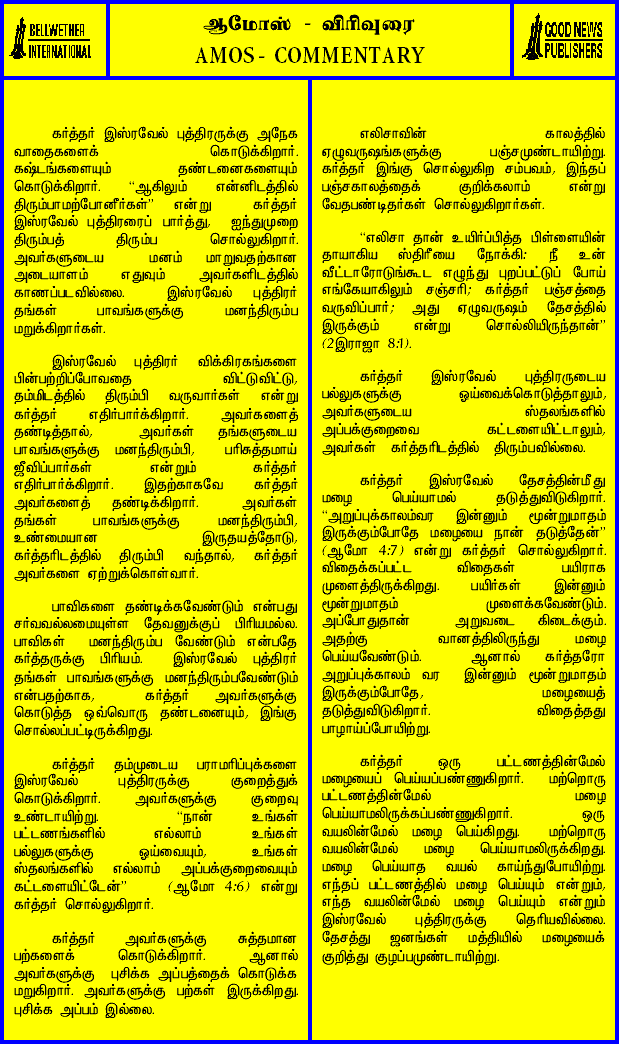 BELLWETHER
INTERNATIONAL
ஆமோஸ் - விரிவுரை
AMOS - COMMENTARY
GOOD NEWS
PUBLISHERS
கர்த்தர் இஸ்ரவேல் புத்திரருக்கு அநேக
வாதைகளைக் கொடுக்கிறார்.
கஷ்டங்களையும் தண்டனைகளையும்
கொடுக்கிறார். “ஆகிலும் என்னிடத்தில்
திரும்பாமற்போனீர்கள்” என்று கர்த்தர்
இஸ்ரவேல் புத்திரரைப் பார்த்து, ஐந்துமுறை
திரும்பத் திரும்ப சொல்லுகிறார்.
அவர்களுடைய மனம் மாறுவதற்கான
அடையாளம் எதுவும் அவர்களிடத்தில்
காணப்படவில்லை. இஸ்ரவேல் புத்திரர்
தங்கள் பாவங்களுக்கு மனந்திரும்ப
மறுக்கிறார்கள்.
இஸ்ரவேல் புத்திரர் விக்கிரகங்களை
பின்பற்றிப்போவதை விட்டுவிட்டு,
தம்மிடத்தில் திரும்பி வருவார்கள் என்று
கர்த்தர் எதிர்பார்க்கிறார். அவர்களைத்
தண்டித்தால், அவர்கள் தங்களுடைய
பாவங்களுக்கு மனந்திரும்பி, பரிசுத்தமாய்
ஜீவிப்பார்கள் என்றும் கர்த்தர்
எதிர்பார்க்கிறார். இதற்காகவே கர்த்தர்
அவர்களைத் தண்டிக்கிறார். அவர்கள்
தங்கள் பாவங்களுக்கு மனந்திரும்பி,
உண்மையான இருதயத்தோடு,
கர்த்தரிடத்தில் திரும்பி வந்தால், கர்த்தர்
அவர்களை ஏற்றுக்கொள்வார்.
பாவிகளை தண்டிக்கவேண்டும் என்பது
சர்வவல்லமையுள்ள தேவனுக்குப் பிரியமல்ல.
பாவிகள் மனந்திரும்ப வேண்டும் என்பதே
கர்த்தருக்கு பிரியம். இஸ்ரவேல் புத்திரர்
தங்கள் பாவங்களுக்கு மனந்திரும்பவேண்டும்
என்பதற்காக, கர்த்தர் அவர்களுக்கு
கொடுத்த ஒவ்வொரு தண்டனையும், இங்கு
சொல்லப்பட்டிருக்கிறது.
கர்த்தர் தம்முடைய பராமரிப்புக்களை
இஸ்ரவேல் புத்திரருக்கு குறைத்துக்
கொடுக்கிறார். அவர்களுக்கு குறைவு
உண்டாயிற்று. “நான் உங்கள்
பட்டணங்களில் எல்லாம் உங்கள்
பல்லுகளுக்கு ஓய்வையும், உங்கள்
ஸ்தலங்களில் எல்லாம் அப்பக்குறைவையும்
கட்டளையிட்டேன்” (ஆமோ 4:6) என்று
கர்த்தர் சொல்லுகிறார்.
கர்த்தர் அவர்களுக்கு சுத்தமான
பற்களைக் கொடுக்கிறார். ஆனால்
அவர்களுக்கு புசிக்க அப்பத்தைக் கொடுக்க
மறுகிறார். அவர்களுக்கு பற்கள் இருக்கிறது.
புசிக்க அப்பம் இல்லை.
எலிசாவின் காலத்தில்
ஏழுவருஷங்களுக்கு பஞ்சமுண்டாயிற்று.
கர்த்தர் இங்கு சொல்லுகிற சம்பவம், இந்தப்
பஞ்சகாலத்தைக் குறிக்கலாம் என்று
வேதபண்டிதர்கள் சொல்லுகிறார்கள்.
“எலிசா தான் உயிர்ப்பித்த பிள்ளையின்
தாயாகிய ஸ்திரீயை நோக்கி: நீ உன்
வீட்டாரோடுங்கூட எழுந்து புறப்பட்டுப் போய்
எங்கேயாகிலும் சஞ்சரி; கர்த்தர் பஞ்சத்தை
வருவிப்பார்; அது ஏழுவருஷம் தேசத்தில்
இருக்கும் என்று சொல்லியிருந்தான்”
(2இராஜா 8:1).
கர்த்தர் இஸ்ரவேல் புத்திரருடைய
பல்லுகளுக்கு ஓய்வைக்கொடுத்தாலும்,
அவர்களுடைய ஸ்தலங்களில்
அப்பக்குறைவை கட்டளையிட்டாலும்,
அவர்கள் கர்த்தரிடத்தில் திரும்பவில்லை.
கர்த்தர் இஸ்ரவேல் தேசத்தின்மீது
மழை பெய்யாமல் தடுத்துவிடுகிறார்.
“அறுப்புக்காலம்வர இன்னும் மூன்றுமாதம்
இருக்கும்போதே மழையை நான் தடுத்தேன்”
(ஆமோ 4:7) என்று கர்த்தர் சொல்லுகிறார்.
விதைக்கப்பட்ட விதைகள் பயிராக
முளைத்திருக்கிறது. பயிர்கள் இன்னும்
மூன்றுமாதம் முளைக்கவேண்டும்.
அப்போதுதான் அறுவடை கிடைக்கும்.
அதற்கு வானத்திலிருந்து மழை
பெய்யவேண்டும். ஆனால் கர்த்தரோ
அறுப்புக்காலம் வர இன்னும் மூன்றுமாதம்
இருக்கும்போதே, மழையைத்
தடுத்துவிடுகிறார். விதைத்தது
பாழாய்ப்போயிற்று.
கர்த்தர் ஒரு பட்டணத்தின்மேல்
மழையைப் பெய்யப்பண்ணுகிறார். மற்றொரு
பட்டணத்தின்மேல் மழை
பெய்யாமலிருக்கப்பண்ணுகிறார். ஒரு
வயலின்மேல் மழை பெய்கிறது. மற்றொரு
வயலின்மேல் மழை பெய்யாமலிருக்கிறது.
மழை பெய்யாத வயல் காய்ந்துபோயிற்று.
எந்தப் பட்டணத்தில் மழை பெய்யும் என்றும்,
எந்த வயலின்மேல் மழை பெய்யும் என்றும்
இஸ்ரவேல் புத்திரருக்கு தெரியவில்லை.
தேசத்து ஜனங்கள் மத்தியில் மழையைக்
குறித்து குழப்பமுண்டாயிற்று.